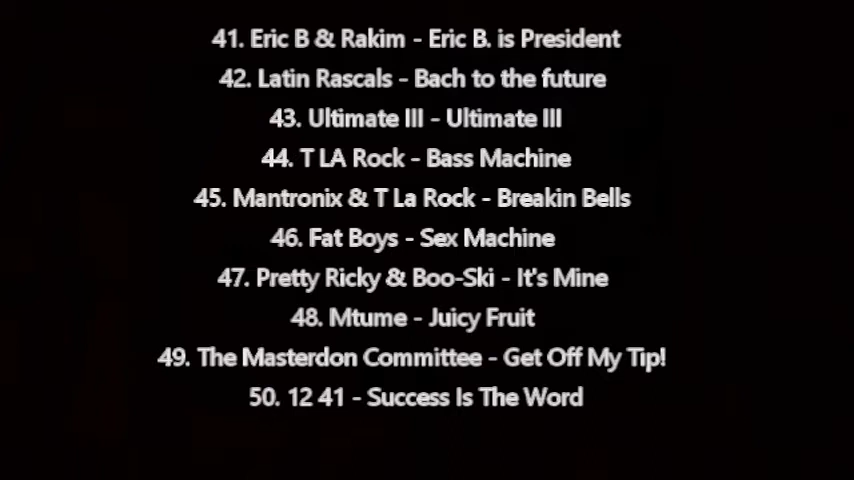 41. Eric B & Rakim - Eric B. is President
42. Latin Rascals - Bach to the future
43. Ultimate III - Ultimate III
44. T LA Rock - Bass Machine
45. Mantronix & T La Rock - Breakin Bells
46. Fat Boys - Sex Machine
47. Pretty Ricky & Boo-Ski - It's Mine
48. Mtume - Juicy Fruit
49. The Masterdon Committee - Get Off My Tip!
50. 12 41 - Success Is The Word